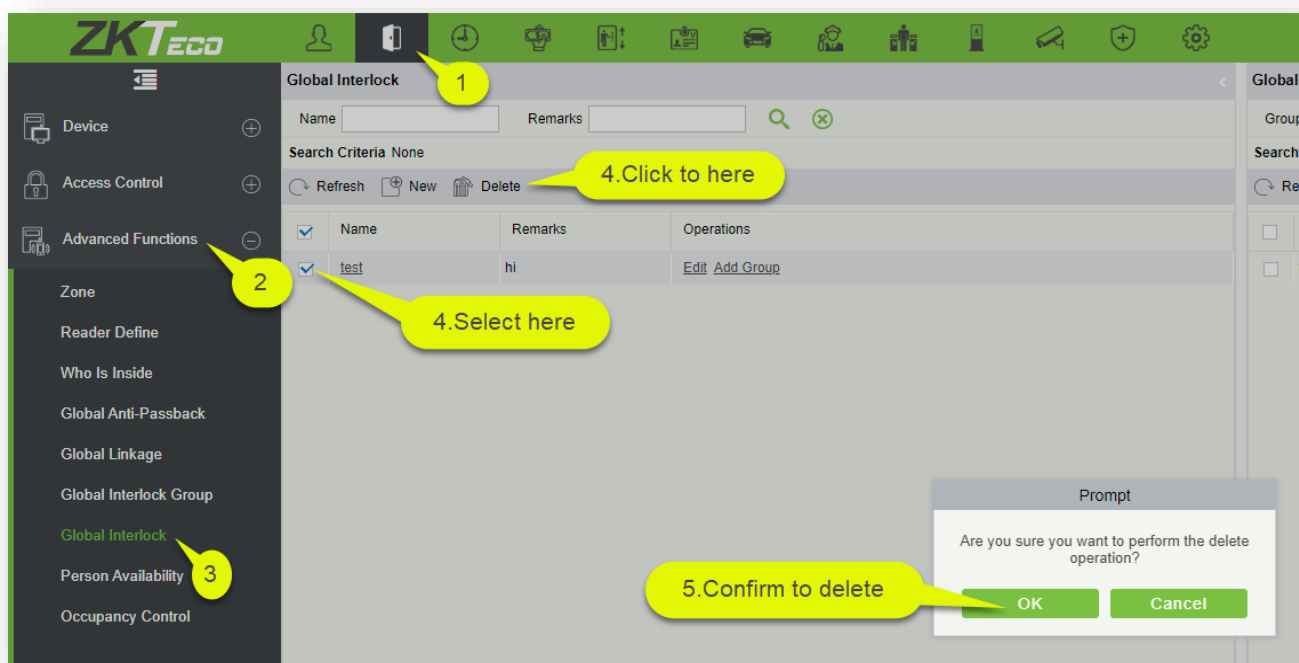 ZKTECO
1
Global Interlock
Global
Device
Name
Remarks
Group
Search Criteria None
Search
Access Control
Refresh New Delete
4.Click to here
Re
Advanced Functions
2
Name Remarks Operations
test hi Edit Add Group
4.Select here
Zone
Reader Define
Who Is Inside
Global Anti-Passback
Global Linkage
Global Interlock Group
Global Interlock
3
Person Availability
Occupancy Control
Prompt
Are you sure you want to perform the delete
operation?
5.Confirm to delete
OK Cancel